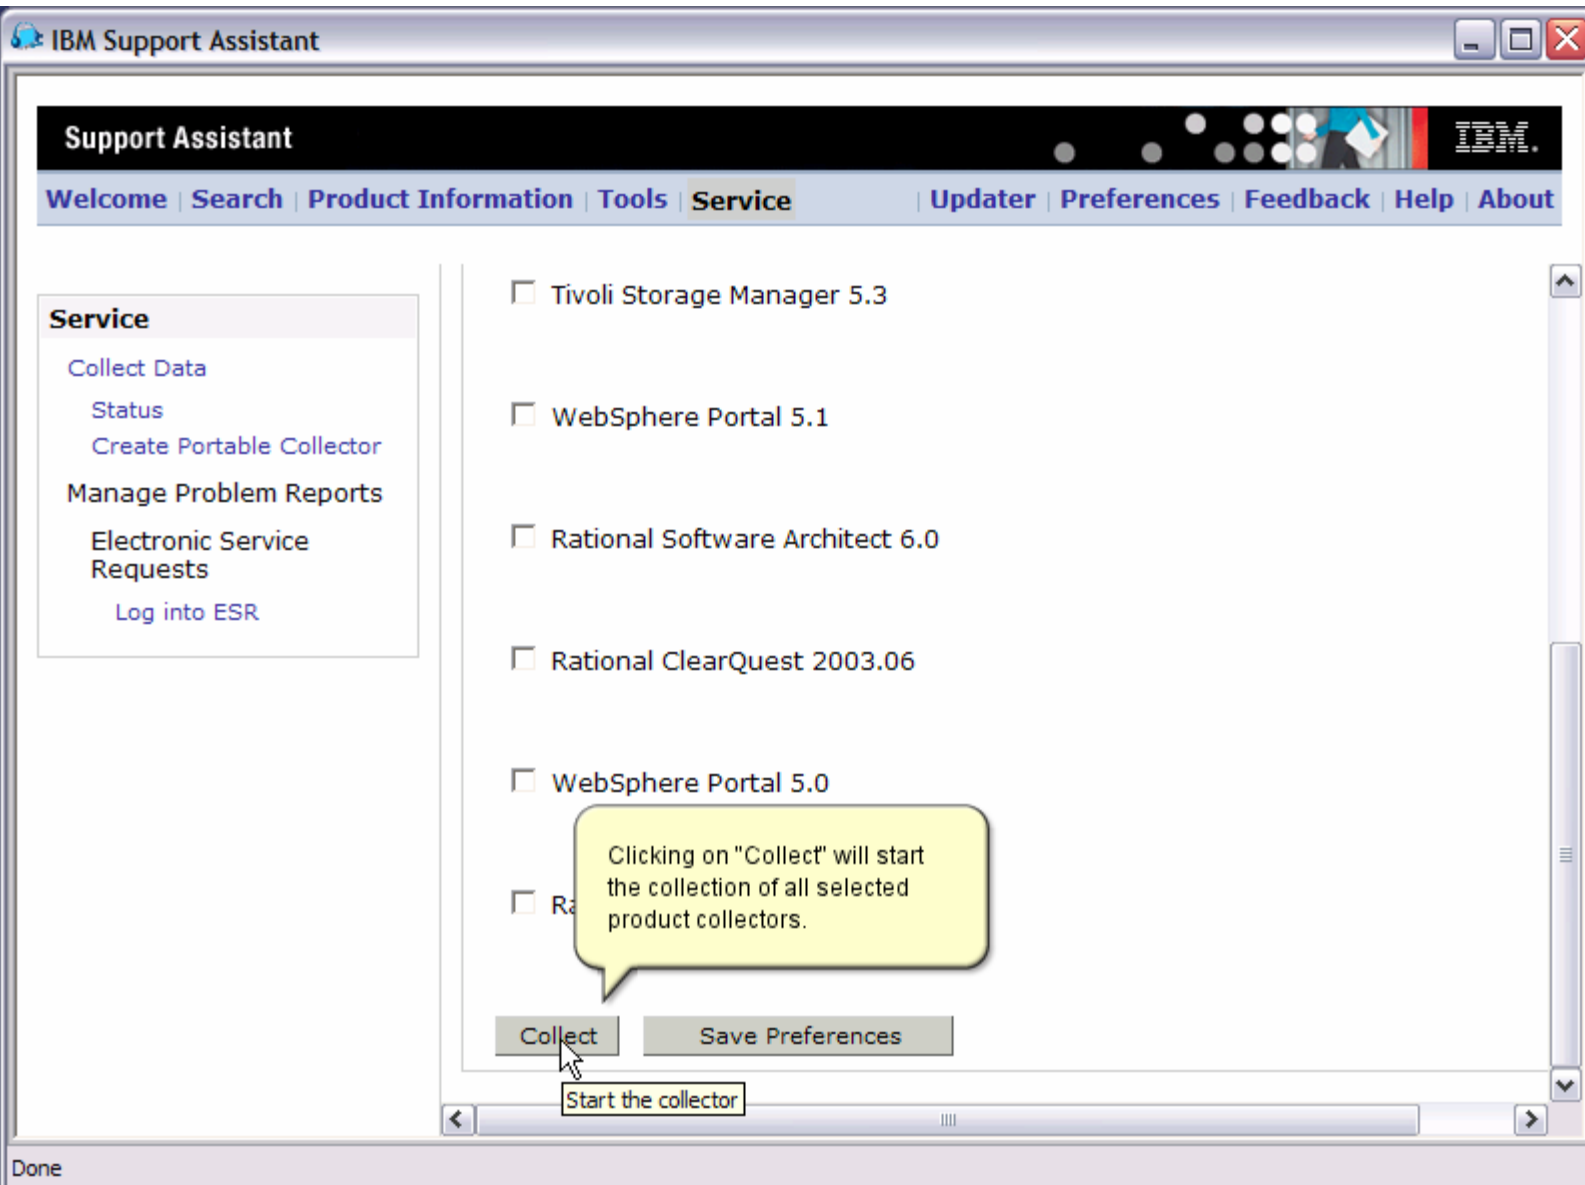 IBM Support Assistant
Support Assistant
IBM.
Welcome | Search | Product Information | Tools | Service | Updater | Preferences | Feedback | Help | About
Service
Collect Data
Status
Create Portable Collector
Manage Problem Reports
Electronic Service
Requests
Log into ESR
Tivoli Storage Manager 5.3
WebSphere Portal 5.1
Rational Software Architect 6.0
Rational ClearQuest 2003.06
WebSphere Portal 5.0
Clicking on "Collect" will start
the collection of all selected
product collectors.
Collect
Save Preferences
Start the collector
Done